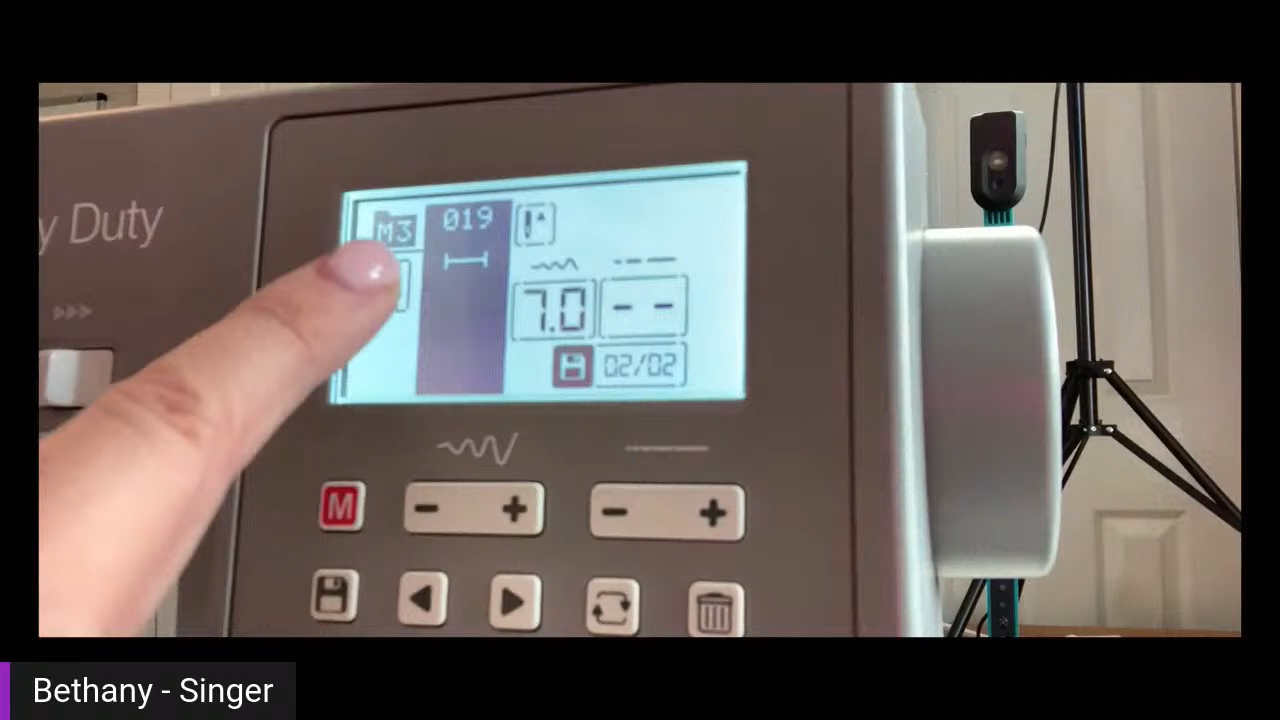 y Duty
M3
019
7.0
- -
02/02
M
- +
- +
Bethany - Singer